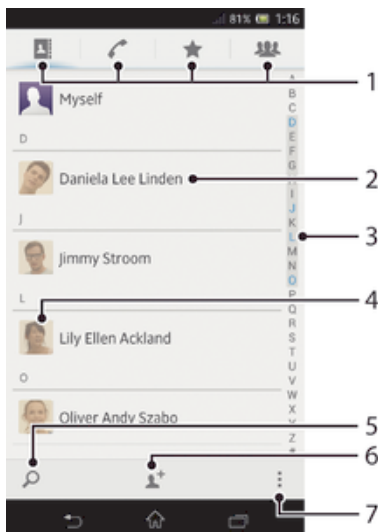 81% 1:16
1
Myself
D
Daniela Lee Linden
2
J
3
Jimmy Stroom
L
4
Lily Ellen Ackland
O
Oliver Andy Szabo
5
6
7
A
B
C
D
E
F
G
I
J
K
L
M
N
O
P
Q
R
S
T
U
V
W
X
Z
#